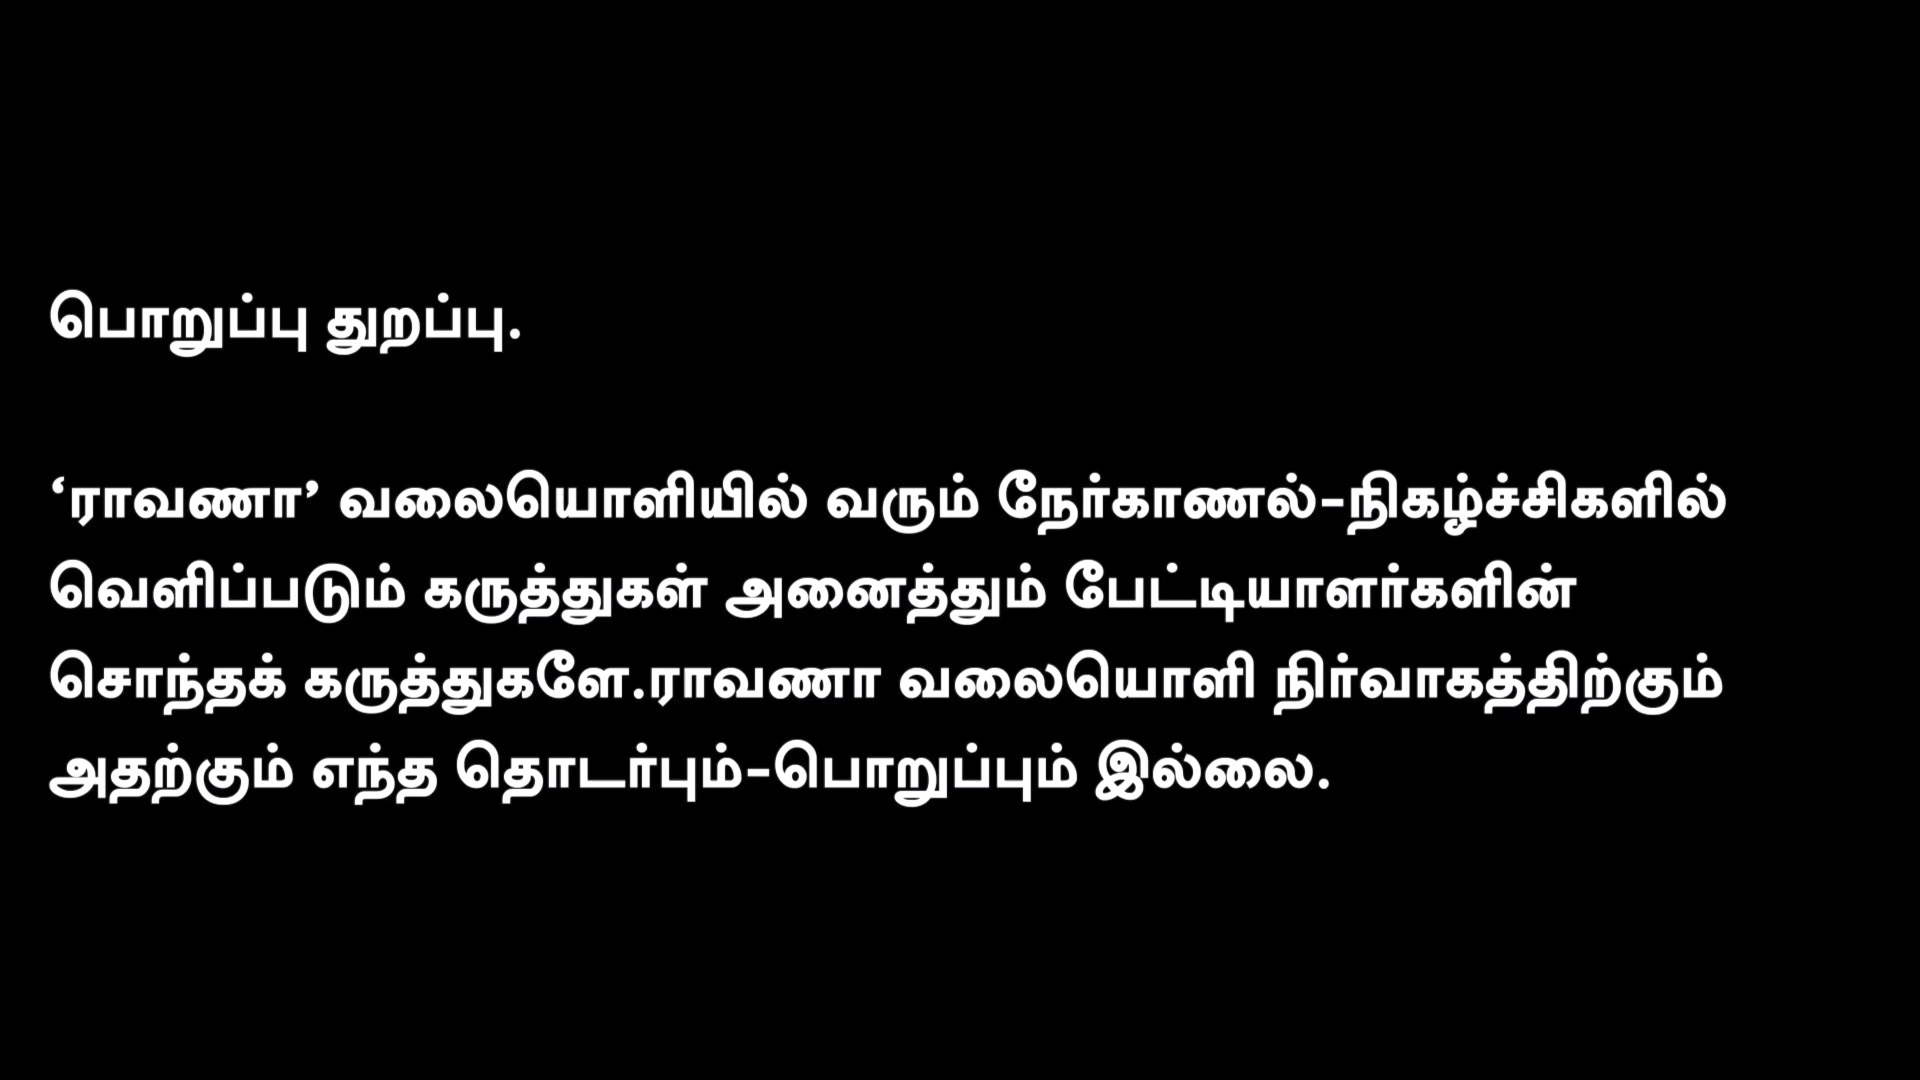 பொறுப்பு துறப்பு.
‘ராவணா’ வலையொளியில் வரும் நேர்காணல்-நிகழ்ச்சிகளில்
வெளிப்படும் கருத்துகள் அனைத்தும் பேட்டியாளர்களின்
சொந்தக் கருத்துகளே.ராவணா வலையொளி நிர்வாகத்திற்கும்
அதற்கும் எந்த தொடர்பும்-பொறுப்பும் இல்லை.